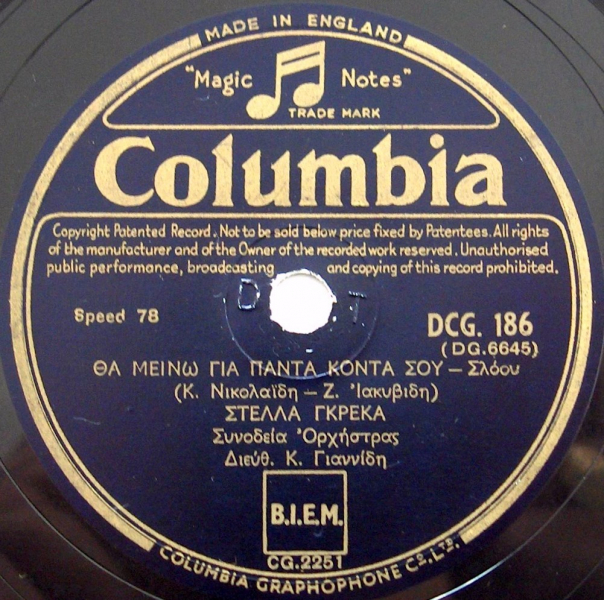 MADE IN ENGLAND
"Magic Notes"
TRADE MARK
Columbia
Copyright Patented Record. Not to be sold below price fixed by Patentees. All rights
of the manufacturer and of the Owner of the recorded work reserved. Unauthorised
public performance, broadcasting and copying of this record prohibited.
D T
Speed 78
DCG. 186
(DG.6645)
ΘΑ ΜΕΙΝΩ ΓΙΑ ΠΑΝΤΑ ΚΟΝΤΑ ΣΟΥ – Σλόου
(Κ. Νικολαΐδη – Ζ. Ἰακυβίδη)
ΣΤΕΛΛΑ ΓΚΡΕΚΑ
Συνοδεία Ὀρχήστρας
Διεύθ. Κ. Γιαννίδη
B.I.E.M.
CG.2251
COLUMBIA GRAPHOPHONE CO. LTD.